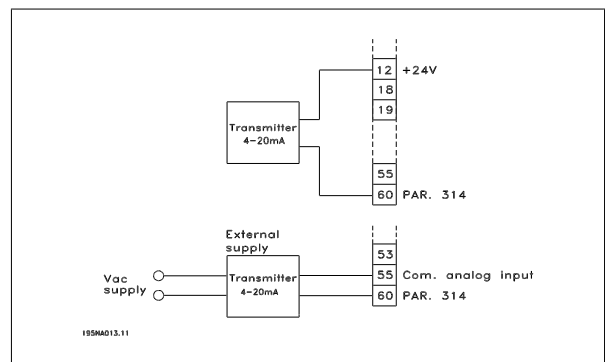 12 +24V
18
19
Transmitter
4-20mA
55
60 PAR. 314
External
supply
53
Transmitter
4-20mA
55 Com. analog input
Vac
supply
60 PAR. 314
195NA013.11